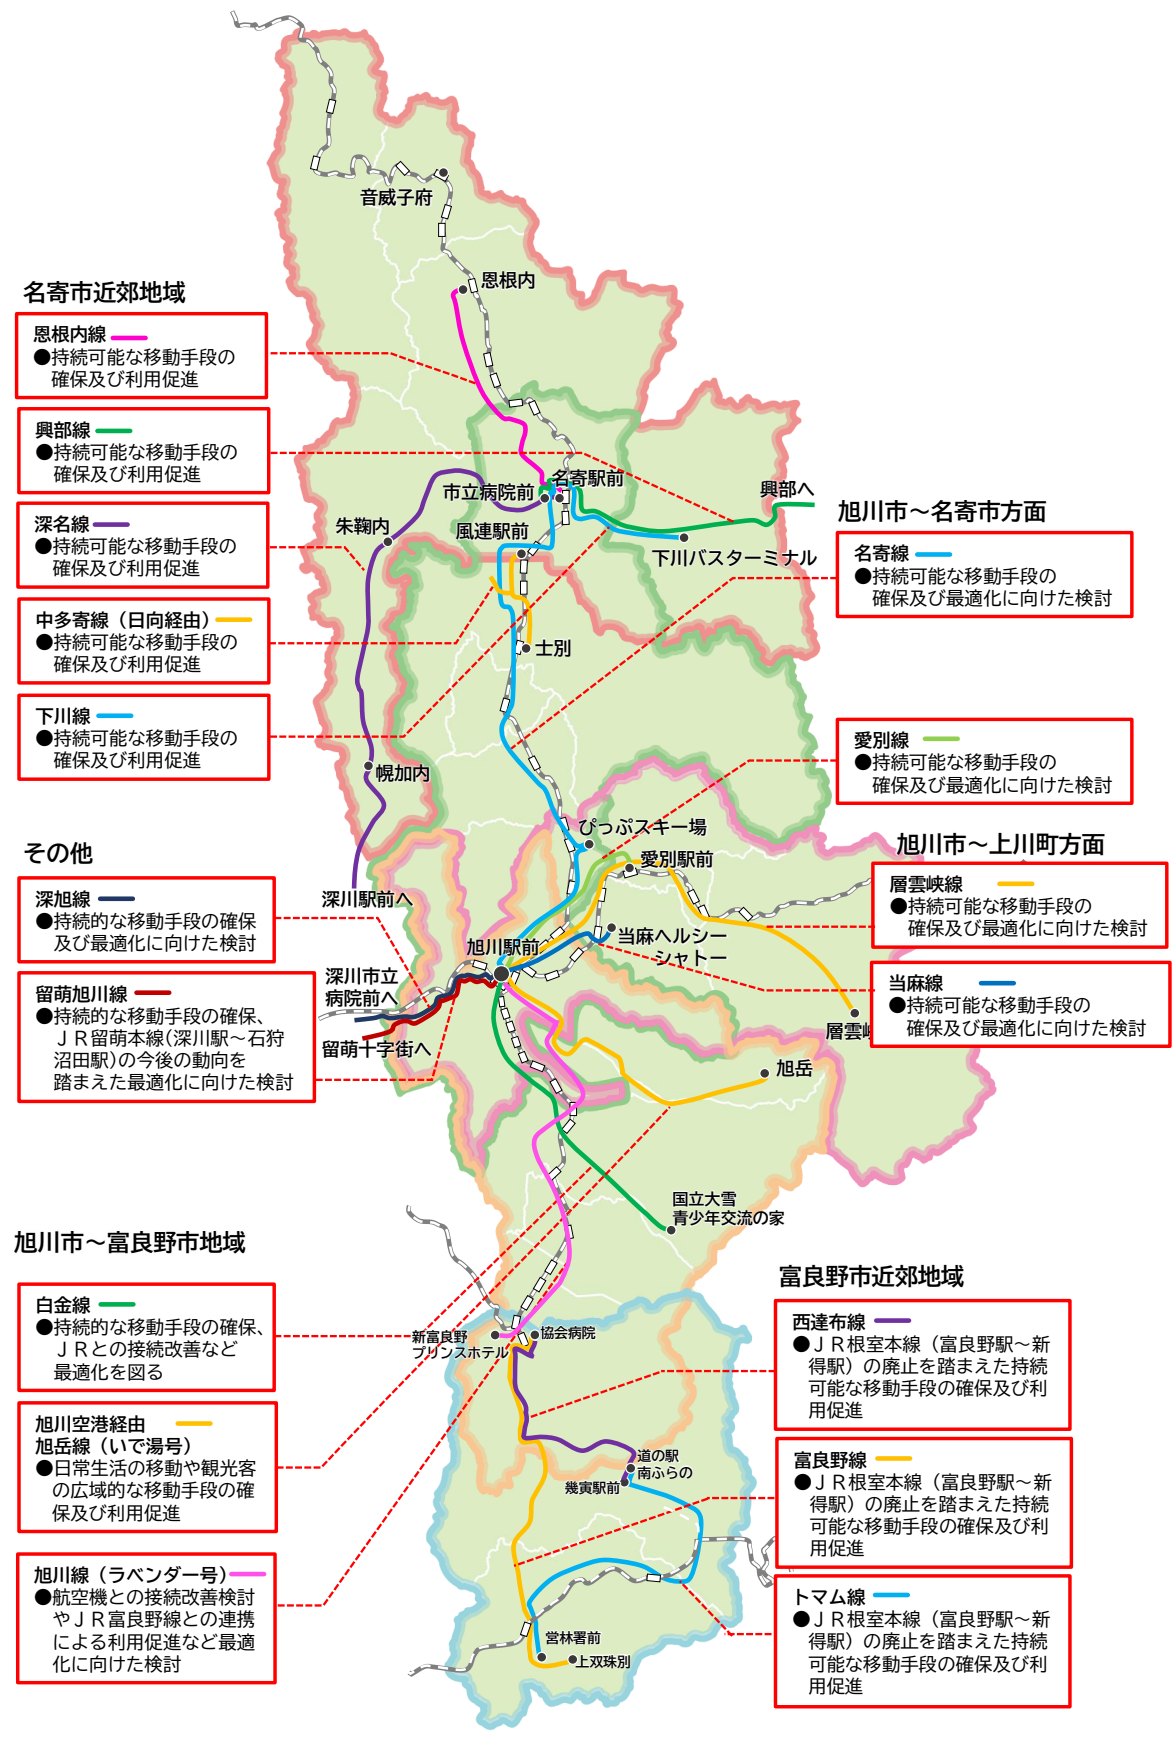 名寄市近郊地域
恩根内線
●持続可能な移動手段の
確保及び利用促進
興部線
●持続可能な移動手段の
確保及び利用促進
深名線
●持続可能な移動手段の
確保及び利用促進
中多寄線（日向経由）
●持続可能な移動手段の
確保及び利用促進
下川線
●持続可能な移動手段の
確保及び利用促進
その他
深旭線
●持続的な移動手段の確保
及び最適化に向けた検討
留萌旭川線
●持続的な移動手段の確保、
ＪＲ留萌本線(深川駅～石狩
沼田駅)の今後の動向を
踏まえた最適化に向けた検討
旭川市～富良野市地域
白金線
●持続的な移動手段の確保、
ＪＲとの接続改善など
最適化を図る
旭川空港経由
旭岳線（いで湯号）
●日常生活の移動や観光客
の広域的な移動手段の確
保及び利用促進
旭川線（ラベンダー号）
●航空機との接続改善検討
やＪＲ富良野線との連携
による利用促進など最適
化に向けた検討
音威子府
恩根内
名寄駅前
市立病院前
興部へ
朱鞠内
風連駅前
下川バスターミナル
士別
幌加内
ぴっぷスキー場
愛別駅前
深川駅前へ
旭川駅前
当麻ヘルシー
シャトー
深川市立
病院前へ
留萌十字街へ
層雲
旭岳
国立大雪
青少年交流の家
新富良野
プリンスホテル
協会病院
道の駅
南ふらの
幾寅駅前
営林署前
上双珠別
旭川市～名寄市方面
名寄線
●持続可能な移動手段の
確保及び最適化に向けた検討
愛別線
●持続可能な移動手段の
確保及び最適化に向けた検討
旭川市～上川町方面
層雲峡線
●持続可能な移動手段の
確保及び最適化に向けた検討
当麻線
●持続可能な移動手段の
確保及び最適化に向けた検討
富良野市近郊地域
西達布線
●ＪＲ根室本線（富良野駅～新
得駅）の廃止を踏まえた持続
可能な移動手段の確保及び利
用促進
富良野線
●ＪＲ根室本線（富良野駅～新
得駅）の廃止を踏まえた持続
可能な移動手段の確保及び利
用促進
トマム線
●ＪＲ根室本線（富良野駅～新
得駅）の廃止を踏まえた持続
可能な移動手段の確保及び利
用促進